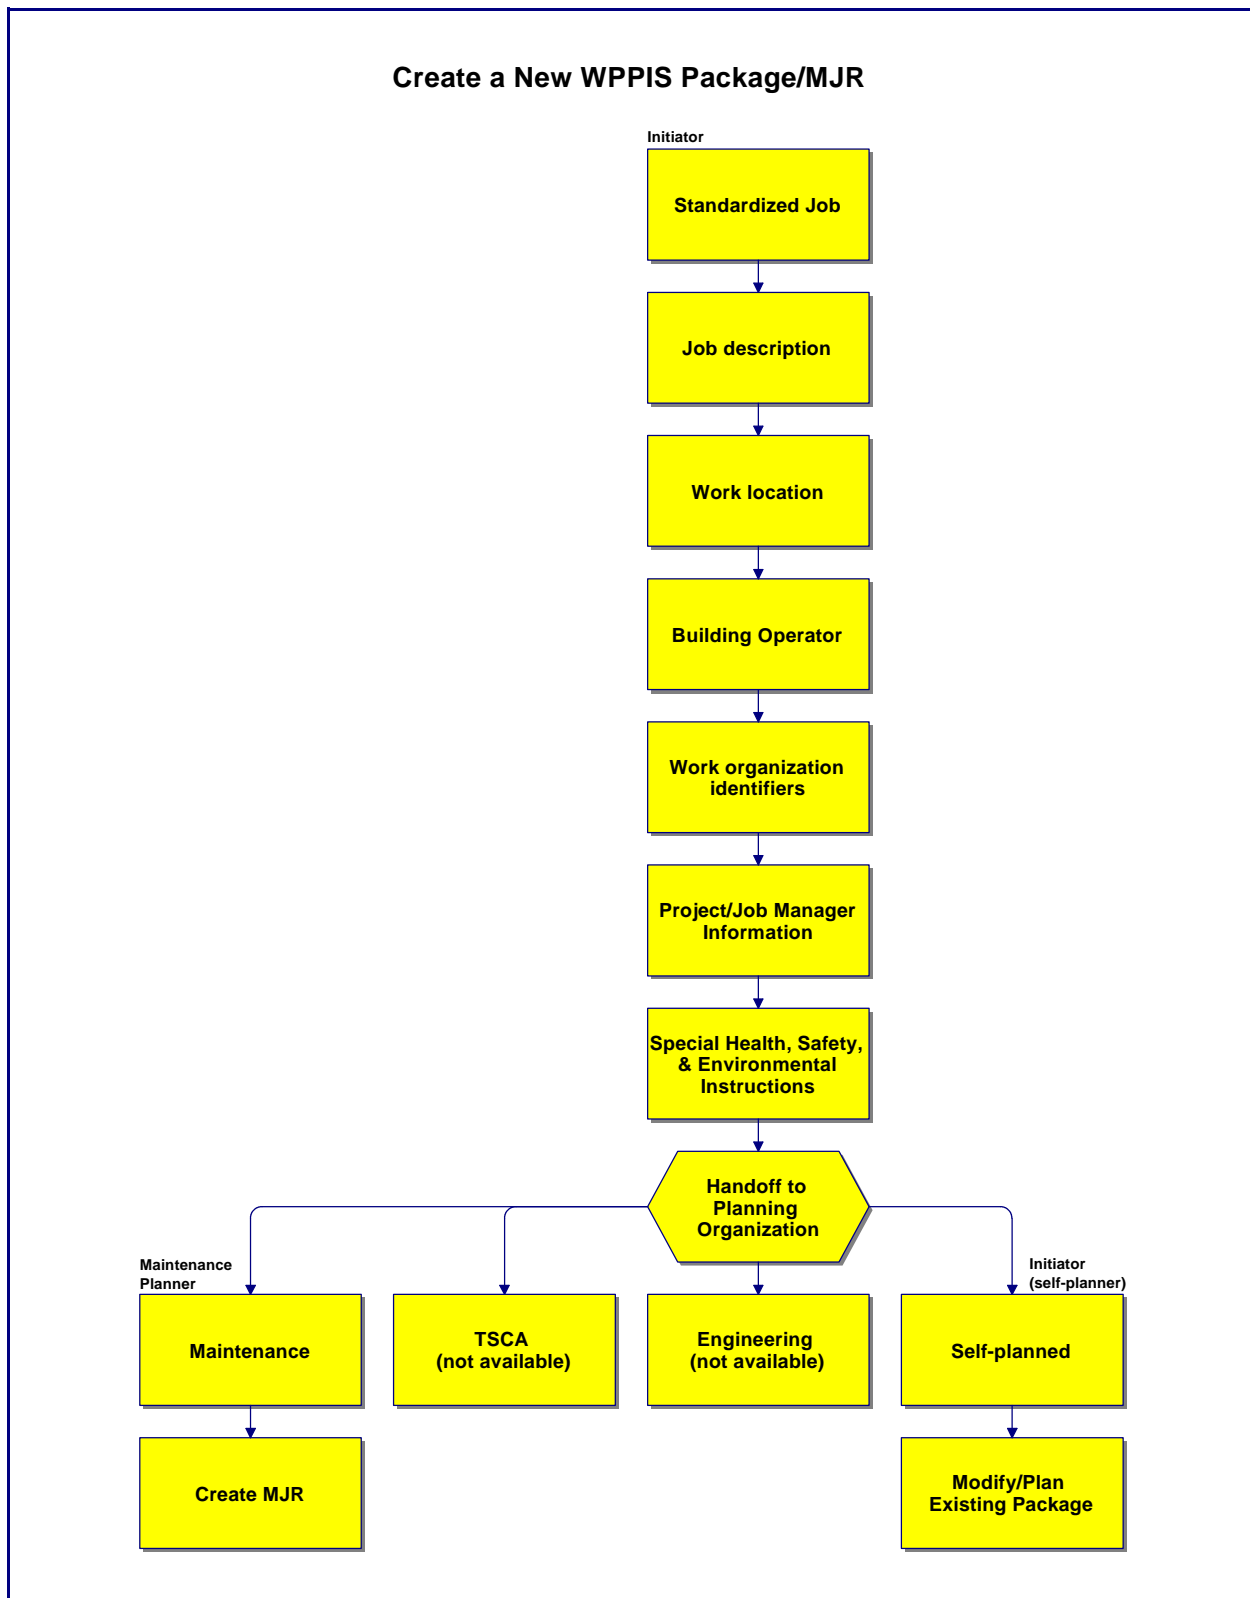 Create a New WPPIS Package/MJR
Initiator
Standardized Job
Job description
Work location
Building Operator
Work organization
identifiers
Project/Job Manager
Information
Special Health, Safety,
& Environmental
Instructions
Handoff to
Planning
Organization
Maintenance
Planner
Initiator
(self-planner)
Maintenance
TSCA
(not available)
Engineering
(not available)
Self-planned
Create MJR
Modify/Plan
Existing Package